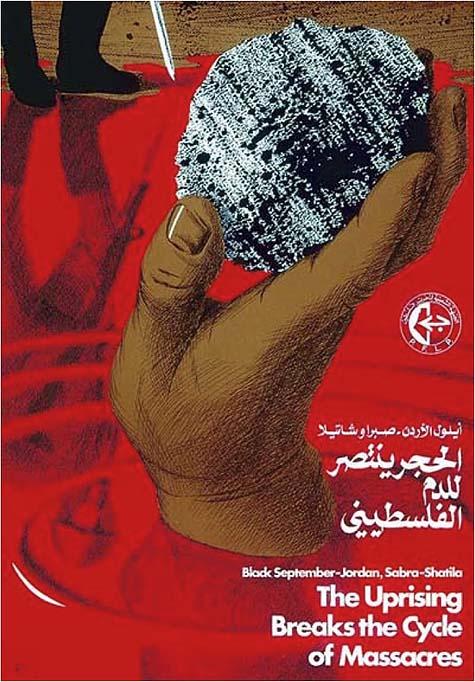 P.F.L.P
أيلول الأردن - صبرا وشاتيلا
الحجر ينتصر
للدم
الفلسطيني
Black September-Jordan, Sabra-Shatila
The Uprising
Breaks the Cycle
of Massacres